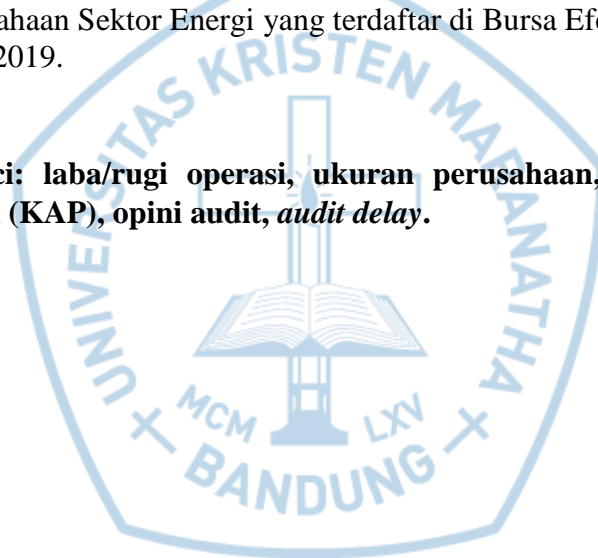 ahaan Sektor Energi yang terdaftar di Bursa Efe
2019.
ci: laba/rugi operasi, ukuran perusahaan,
(KAP), opini audit, audit delay.
UNIVERSITAS KRISTEN MARANATHA
MCM LXV
BANDUNG